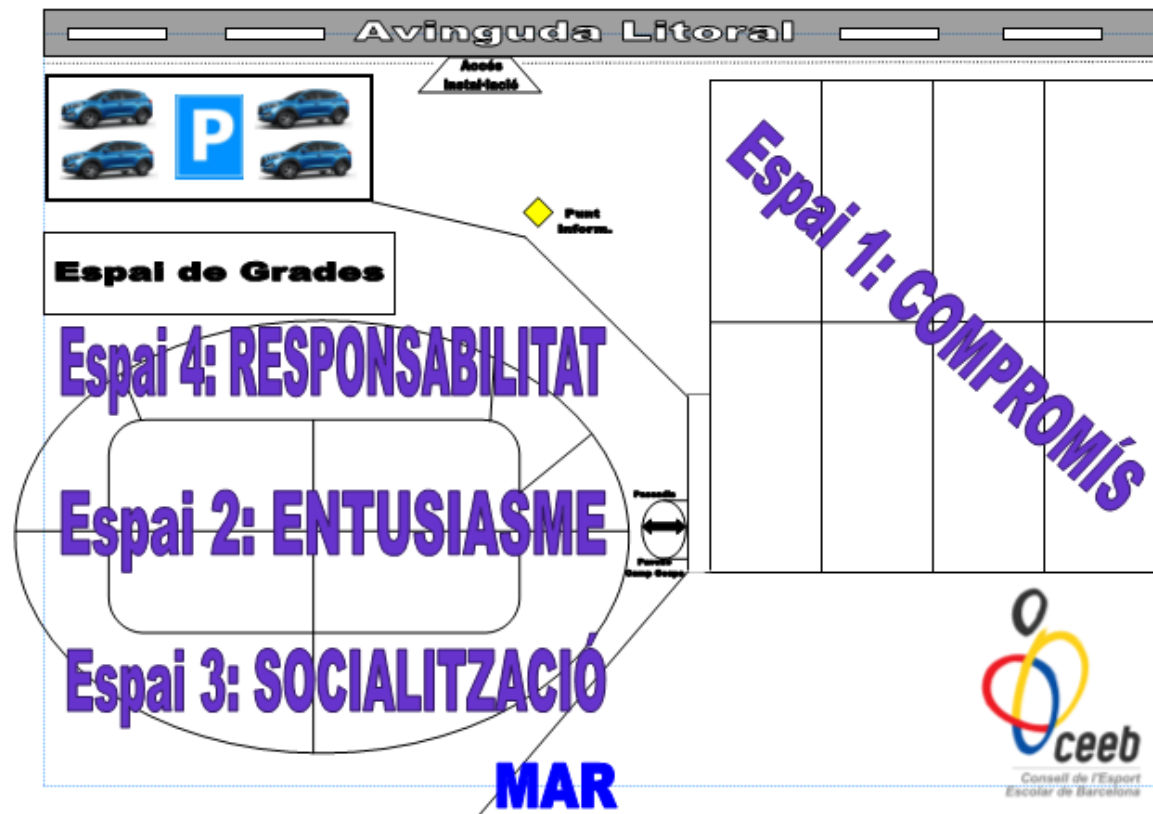 Avinguda Litoral
Accés
Instal·lació
P
Punt
Inform.
Espai de Grades
Espai 1: COMPROMÍS
Espai 4: RESPONSABILITAT
Espai 2: ENTUSIASME
Espai 3: SOCIALITZACIÓ
MAR
ceeb
Consell de l'Esport
Escolar de Barcelona